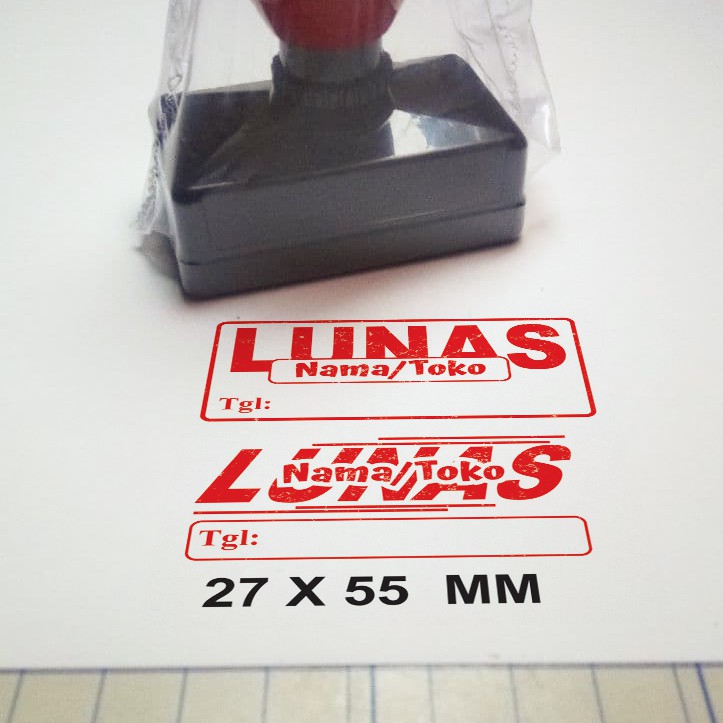 LUNAS
Nama/Toko
Tgl:
LUNAS
Nama/Toko
Tgl:
27 X 55 MM